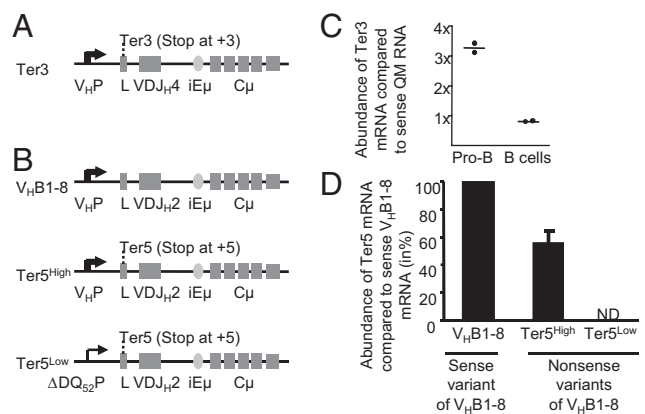 A
Ter3 (Stop at +3)
Ter3
VHP
L VDJH4 iEμ Cμ
B
VHB1-8
VHP
L VDJH2 iEμ Cμ
Ter5 (Stop at +5)
Ter5High
VHP
L VDJH2 iEμ Cμ
Ter5 (Stop at +5)
Ter5Low
ΔDQ52P
L VDJH2 iEμ Cμ
C
Abundance of Ter3
mRNA compared
to sense QM RNA
4x
3x
2x
1x
Pro-B B cells
D
Abundance of Ter5 mRNA
compared to sense VHB1-8
mRNA (in%)
100
80
60
40
20
0
ND
VHB1-8 Ter5High Ter5Low
Sense
variant
of VHB1-8
Nonsense
variants
of VHB1-8